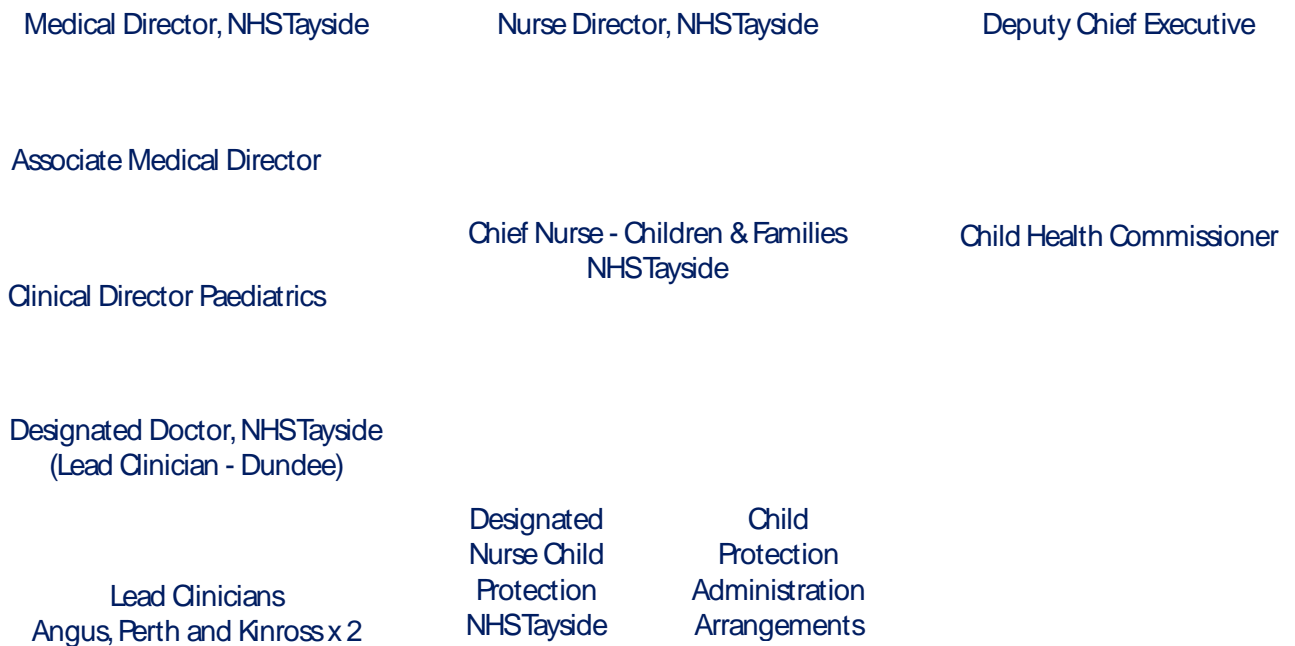 Medical Director, NHS Tayside
Nurse Director, NHS Tayside
Deputy Chief Executive
Associate Medical Director
Chief Nurse - Children & Families
NHS Tayside
Child Health Commissioner
Clinical Director Paediatrics
Designated Doctor, NHS Tayside
(Lead Clinician - Dundee)
Designated
Nurse Child
Protection
NHS Tayside
Child
Protection
Administration
Arrangements
Lead Clinicians
Angus, Perth and Kinross x 2